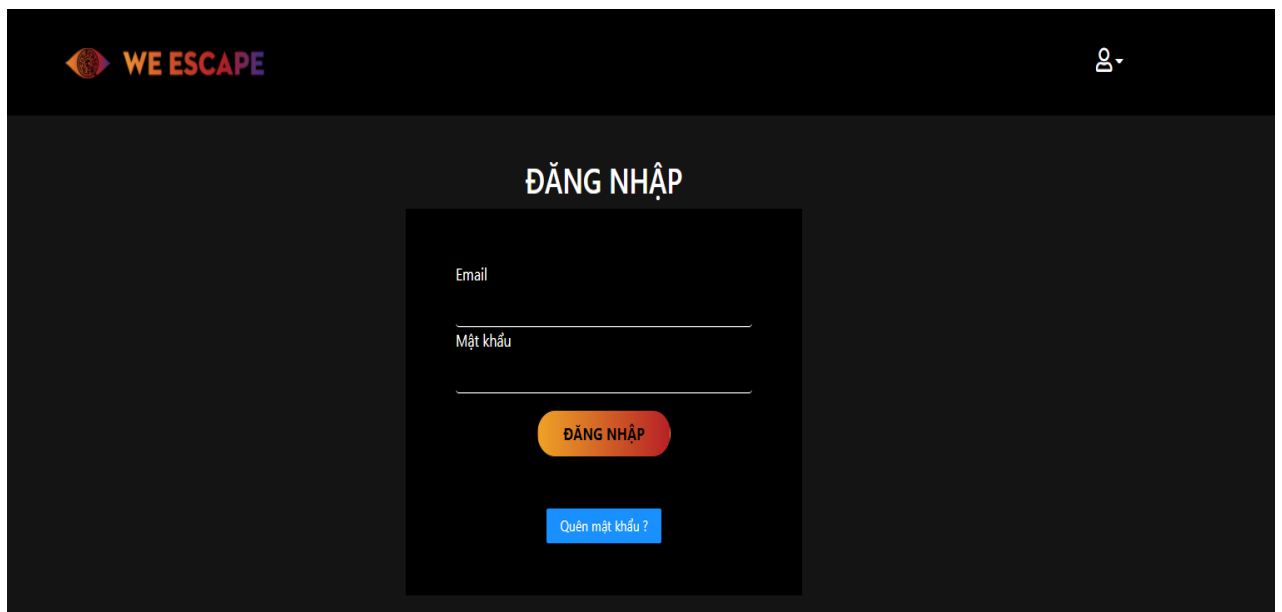 WE ESCAPE
ĐĂNG NHẬP
Email
Mật khẩu
ĐĂNG NHẬP
Quên mật khẩu ?